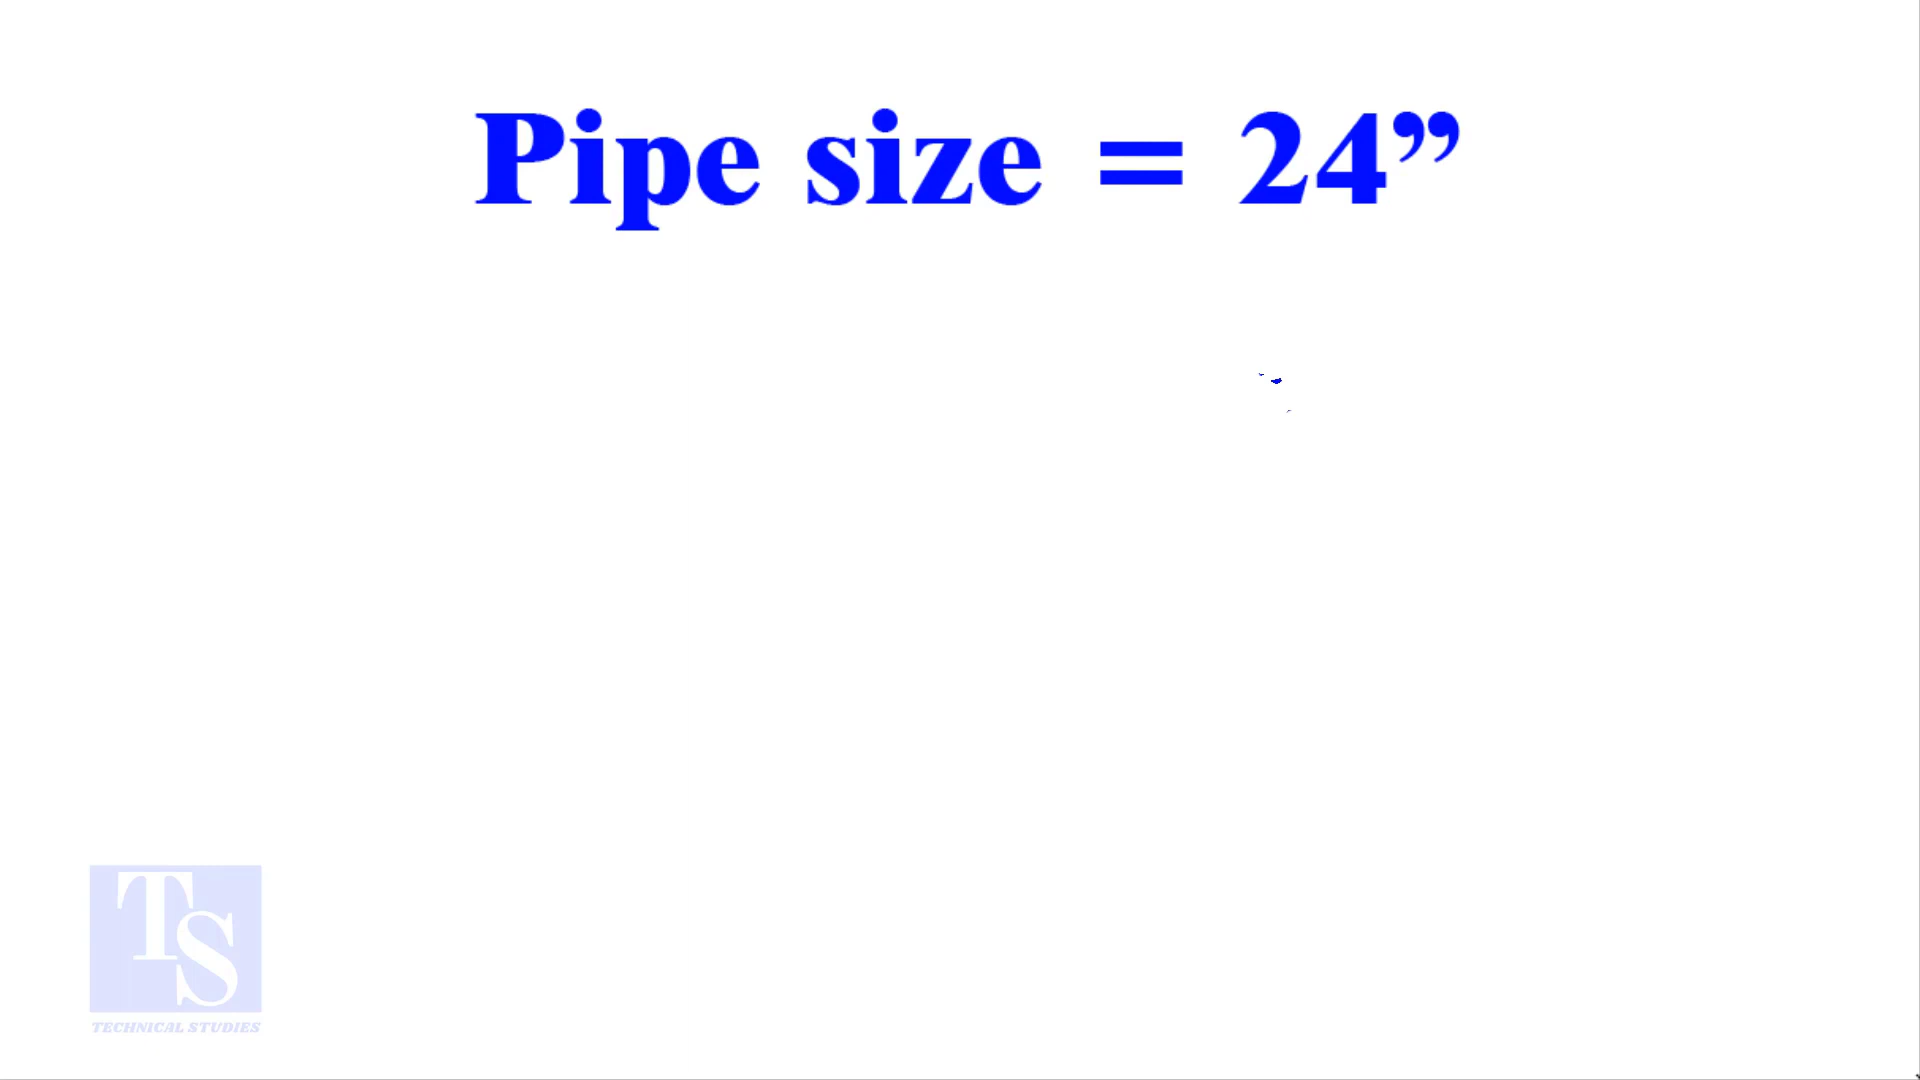 Pipe size = 24”
TS
TECHNICAL STUDIES